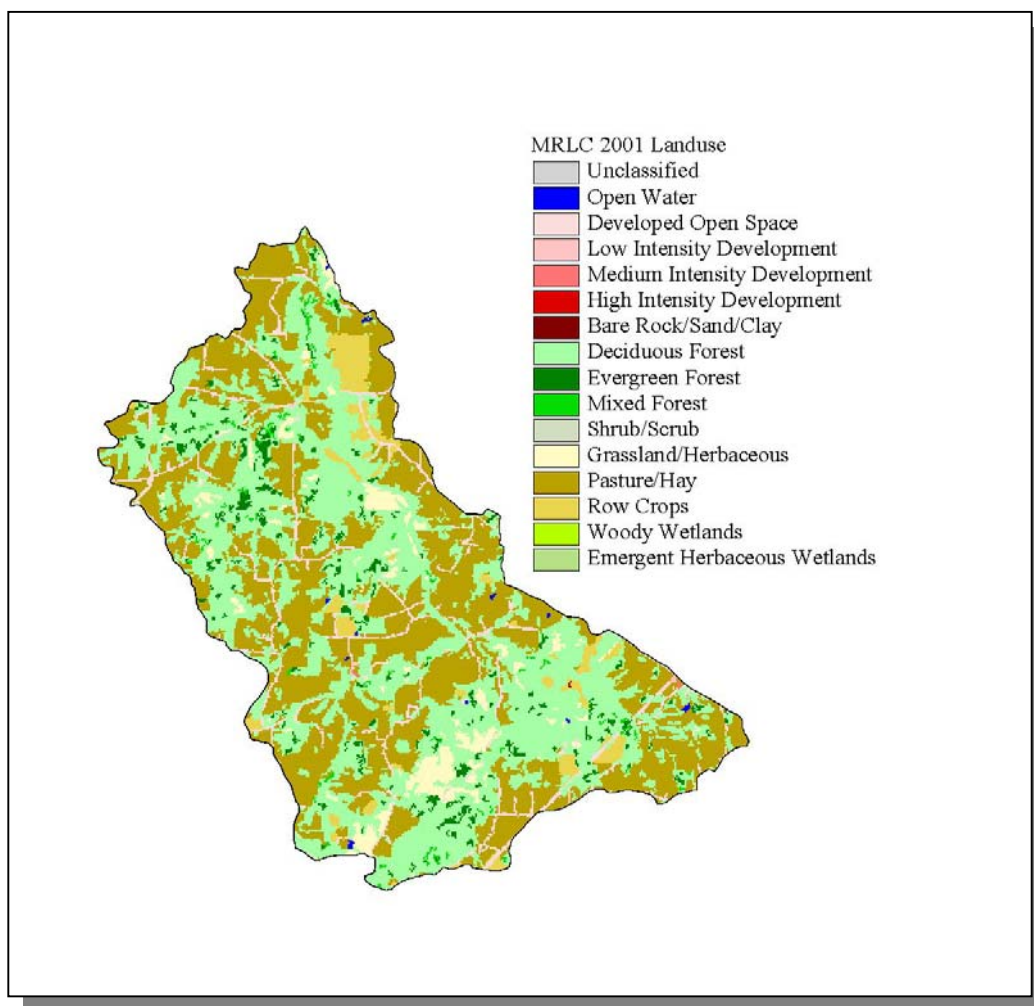 MRLC 2001 Landuse
Unclassified
Open Water
Developed Open Space
Low Intensity Development
Medium Intensity Development
High Intensity Development
Bare Rock/Sand/Clay
Deciduous Forest
Evergreen Forest
Mixed Forest
Shrub/Scrub
Grassland/Herbaceous
Pasture/Hay
Row Crops
Woody Wetlands
Emergent Herbaceous Wetlands